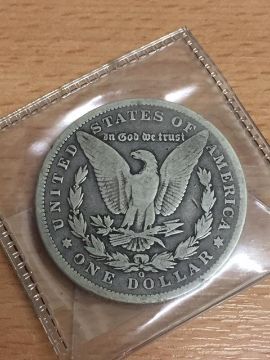 UNITED STATES OF AMERICA
In God we trust
O
ONE DOLLAR